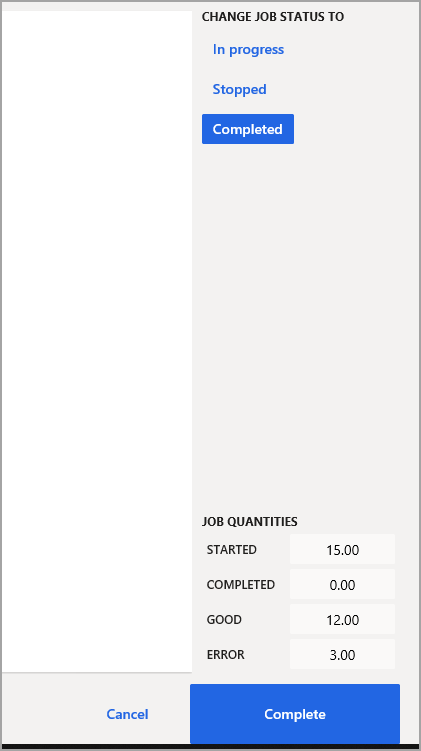 CHANGE JOB STATUS TO
In progress
Stopped
Completed
JOB QUANTITIES
STARTED 15.00
COMPLETED 0.00
GOOD 12.00
ERROR 3.00
Cancel Complete